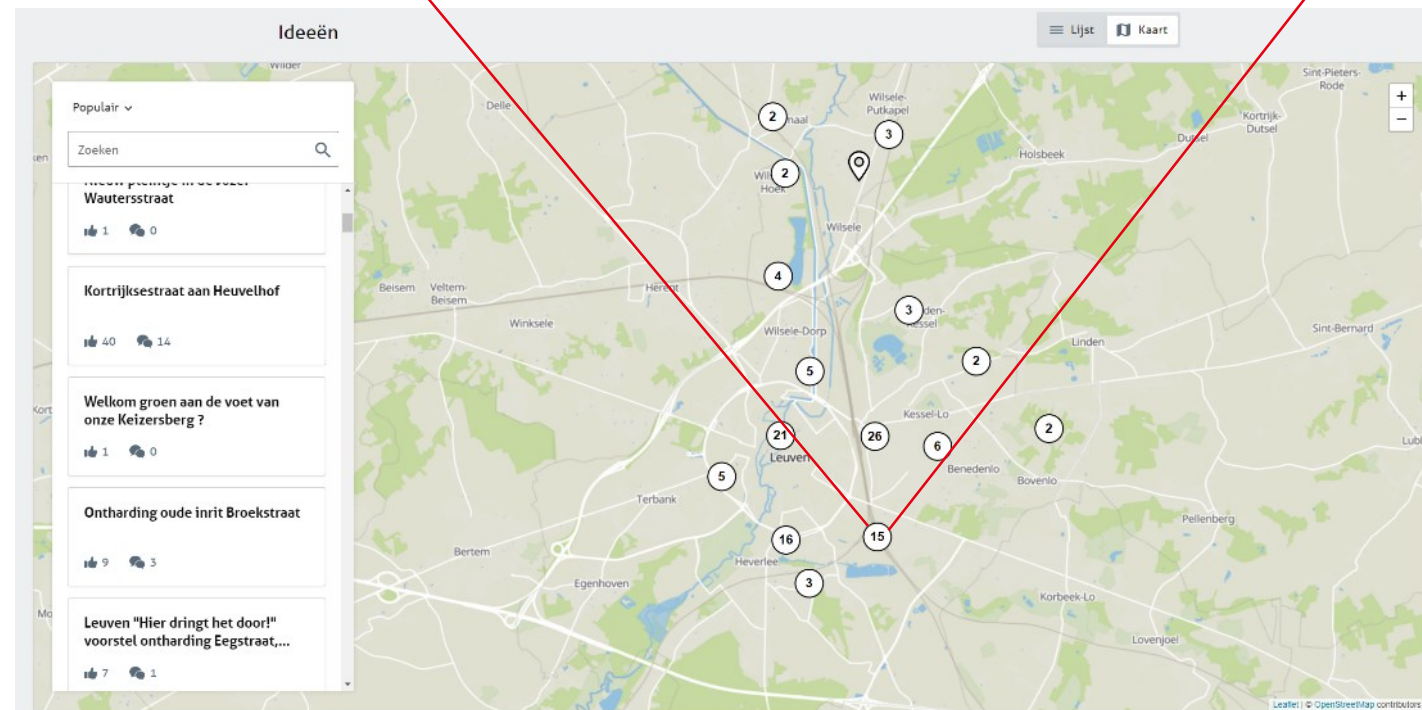 Ideeën
Lijst
Kaart
Populair
Zoeken
Wautersstraat
1 0
Kortrijksestraat aan Heuvelhof
40 14
Welkom groen aan de voet van
onze Keizersberg ?
1 0
Ontharding oude inrit Broekstraat
9 3
Leuven "Hier dringt het door!"
voorstel ontharding Eegstraat,...
7 1
Wilder
Delle
2
Wilsele-
Putkapel
3
Sint-Pieters-
Rode
+
−
Kortrijk-
Dutsel
Dutsel
Holsbeek
2
Hoek
Wilsele
4
Beisem
Veltem-
Beisem
Herent
3
Winksele
Wilsele-Dorp
Linden
Sint-Bernard
2
5
Kessel-Lo
21
26
6
2
Leuven
Benedenlo
Bovenlo
5
Terbank
Pellenberg
16
15
Bertem
Heverlee
3
Egenhoven
Korbeek-Lo
Lovenjoel
Leaflet | © OpenStreetMap contributors